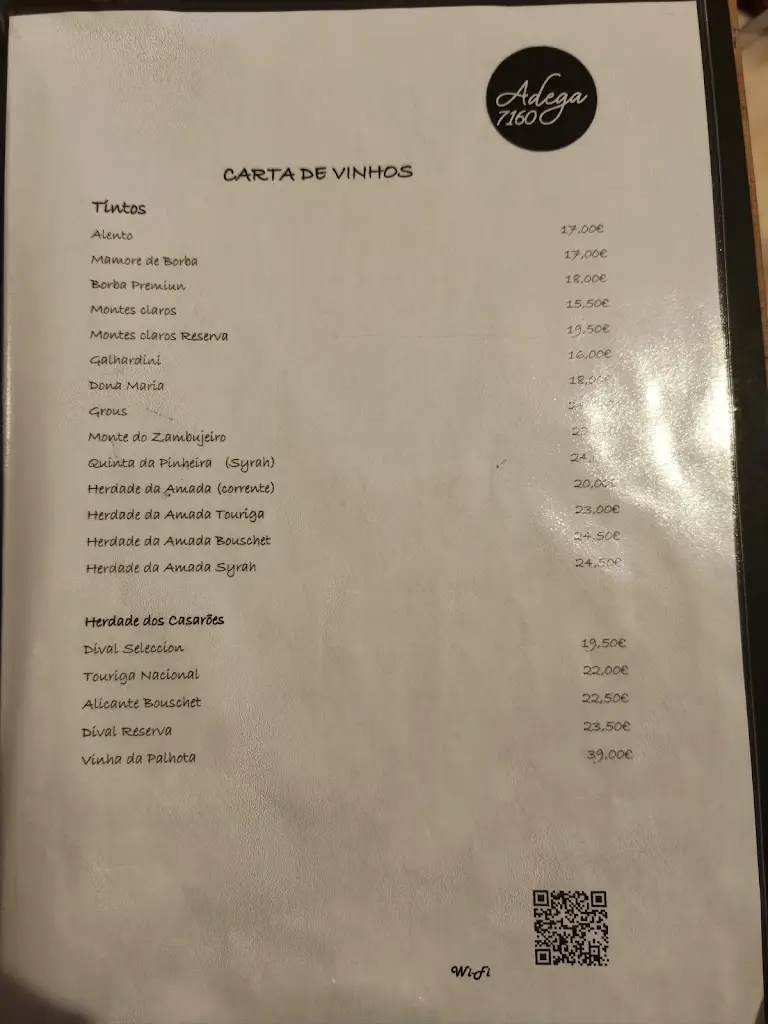 Adega
7160
CARTA DE VINHOS
Tintos
Alento 17,00€
Mamore de Borba 17,00€
Borba Premiun 18,00€
Montes claros 15,50€
Montes claros Reserva 19,50€
Galhardini 16,00€
Dona Maria 18,00€
Grous
Monte do Zambujeiro
Quinta da Pinheira (Syrah)
Herdade da Amada (corrente) 20,00€
Herdade da Amada Touriga 23,00€
Herdade da Amada Bouschet 24,50€
Herdade da Amada Syrah 24,50€
Herdade dos Casarões
Dival Seleccion 19,50€
Touriga Nacional 22,00€
Alicante Bouschet 22,50€
Dival Reserva 23,50€
Vinha da Palhota 39,00€
Wi-fi